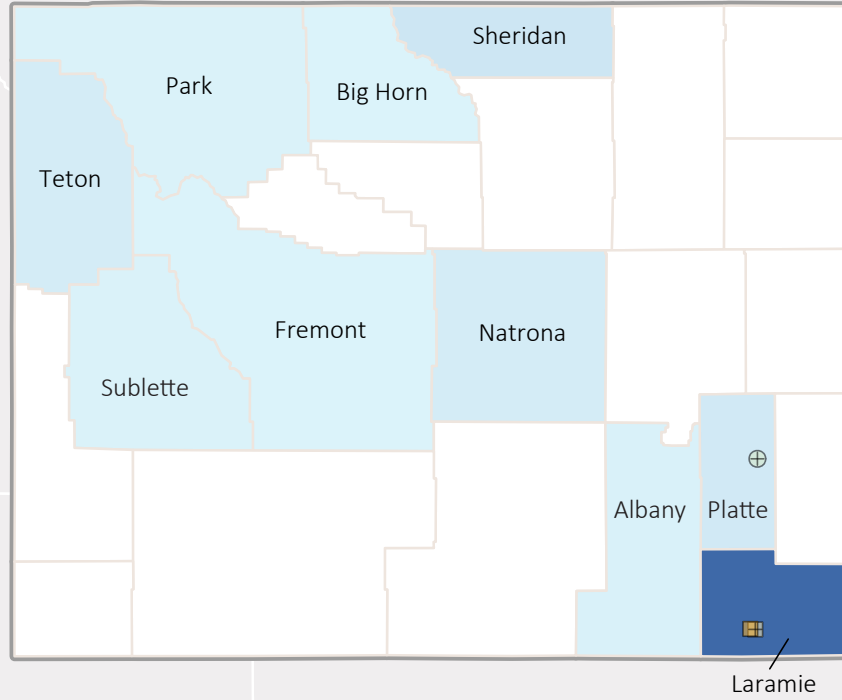 Sheridan
Park
Big Horn
Teton
Fremont
Natrona
Sublette
Albany
Platte
Laramie